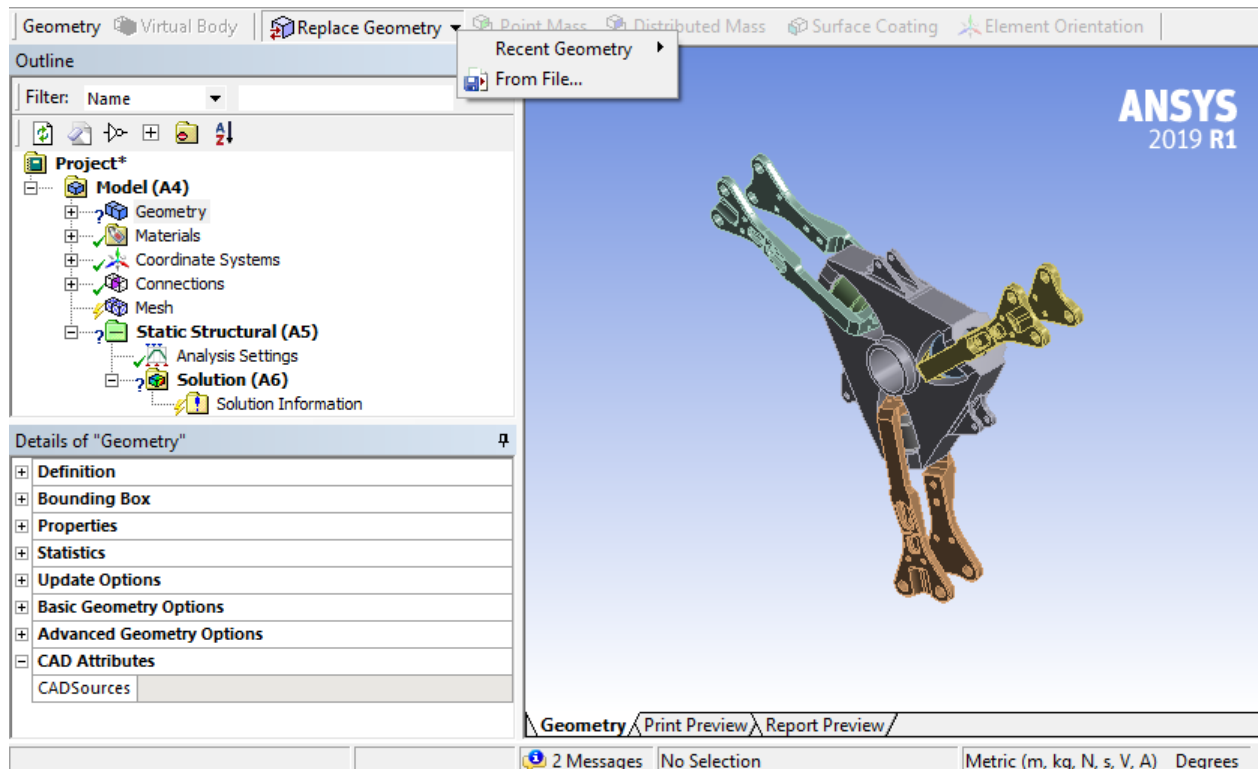 Geometry Virtual Body Replace Geometry Point Mass Distributed Mass Surface Coating Element Orientation
Recent Geometry
From File...
Outline
Filter: Name
ANSYS
2019 R1
Project*
Model (A4)
Geometry
Materials
Coordinate Systems
Connections
Mesh
Static Structural (A5)
Analysis Settings
Solution (A6)
Solution Information
Details of "Geometry"
Definition
Bounding Box
Properties
Statistics
Update Options
Basic Geometry Options
Advanced Geometry Options
CAD Attributes
CADSources
Geometry Print Preview Report Preview
2 Messages No Selection Metric (m, kg, N, s, V, A) Degrees